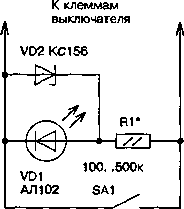 К клеммам
выключателя
VD2 КС156
R1*
100...500к
VD1
АЛ102
SA1